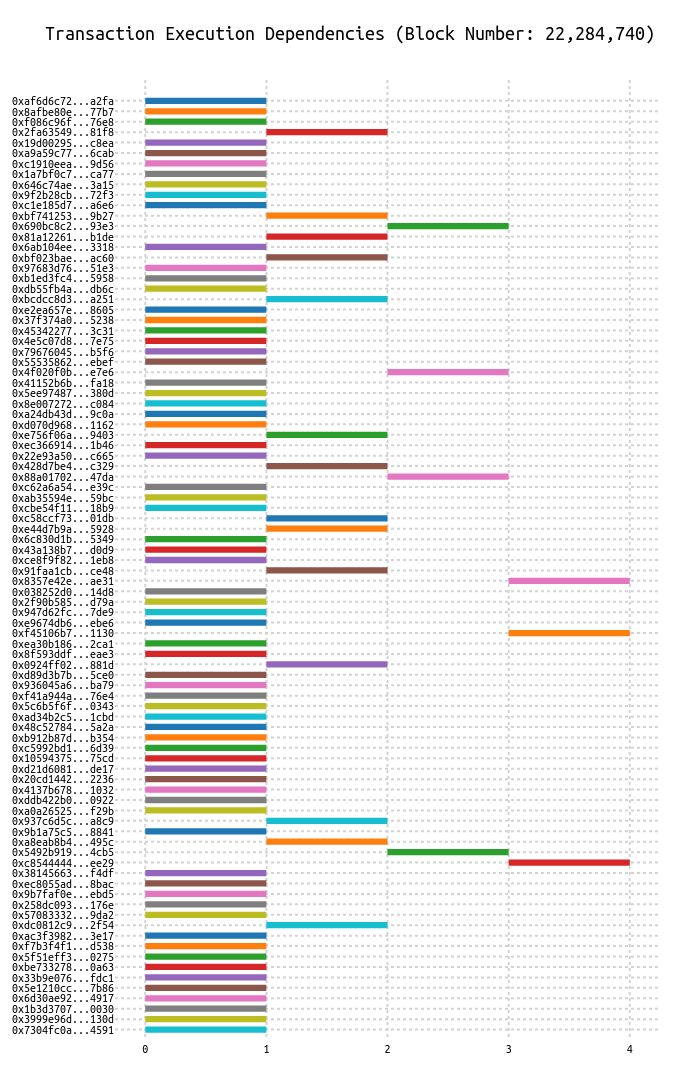 Transaction Execution Dependencies (Block Number: 22,284,740)
0xaf6d6c72...a2fa
0x8afbe80e...77b7
0xf086c96f...76e8
0x2fa63549...81f8
0x19d00295...c8ea
0xa9a59c77...6cab
0xc1910eea...9d56
0x1a7bf0c7...ca77
0x646c74ae...3a15
0x9f2b28cb...72f3
0xc1e185d7...a6e6
0xbf741253...9b27
0x690bc8c2...93e3
0x81a12261...b1de
0x6ab104ee...3318
0xbf023bae...ac60
0x97683d76...51e3
0xb1ed3fc4...5958
0xdb55fb4a...db6c
0xbcdcc8d3...a251
0xe2ea657e...8605
0x37f374a0...5238
0x45342277...3c31
0x4e5c07d8...7e75
0x79676045...b5f6
0x55535862...ebef
0x4f020f0b...e7e6
0x41152b6b...fa18
0x5ee97487...380d
0x8e007272...c084
0xa24db43d...9c0a
0xd070d968...1162
0xe756f06a...9403
0xec366914...1b46
0x22e93a50...c665
0x428d7be4...c329
0x88a01702...47da
0xc62a6a54...e39c
0xab35594e...59bc
0xcbe54f11...18b9
0xc58ccf73...01db
0xe44d7b9a...5928
0x6c830d1b...5349
0x43a138b7...d0d9
0xce8f9f82...1eb8
0x91faa1cb...ce48
0x8357e42e...ae31
0x038252d0...14d8
0x2f90b585...d79a
0x947d62fc...7de9
0xe9674db6...ebe6
0xf45106b7...1130
0xea30b186...2ca1
0x8f593ddf...eae3
0x0924ff02...881d
0xd89d3b7b...5ce0
0x936045a6...ba79
0xf41a944a...76e4
0x5c6b5f6f...0343
0xad34b2c5...1cbd
0x48c52784...5a2a
0xb912b87d...b354
0xc5992bd1...6d39
0x10594375...75cd
0xd21d6081...de17
0x20cd1442...2236
0x4137b678...1032
0xddb422b0...0922
0xa0a26525...f29b
0x937c6d5c...a8c9
0x9b1a75c5...8841
0xa8eab8b4...495c
0x5492b919...4cb5
0xc8544444...ee29
0x38145663...f4df
0xec8055ad...8bac
0x9b7faf0e...ebd5
0x258dc093...176e
0x57083332...9da2
0xdc0812c9...2f54
0xac3f3982...3e17
0xf7b3f4f1...d538
0x5f51eff3...0275
0xbe733278...0a63
0x33b9e076...fdc1
0x5e1210cc...7b86
0x6d30ae92...4917
0x1b3d3707...0030
0x3999e96d...130d
0x7304fc0a...4591
0 1 2 3 4